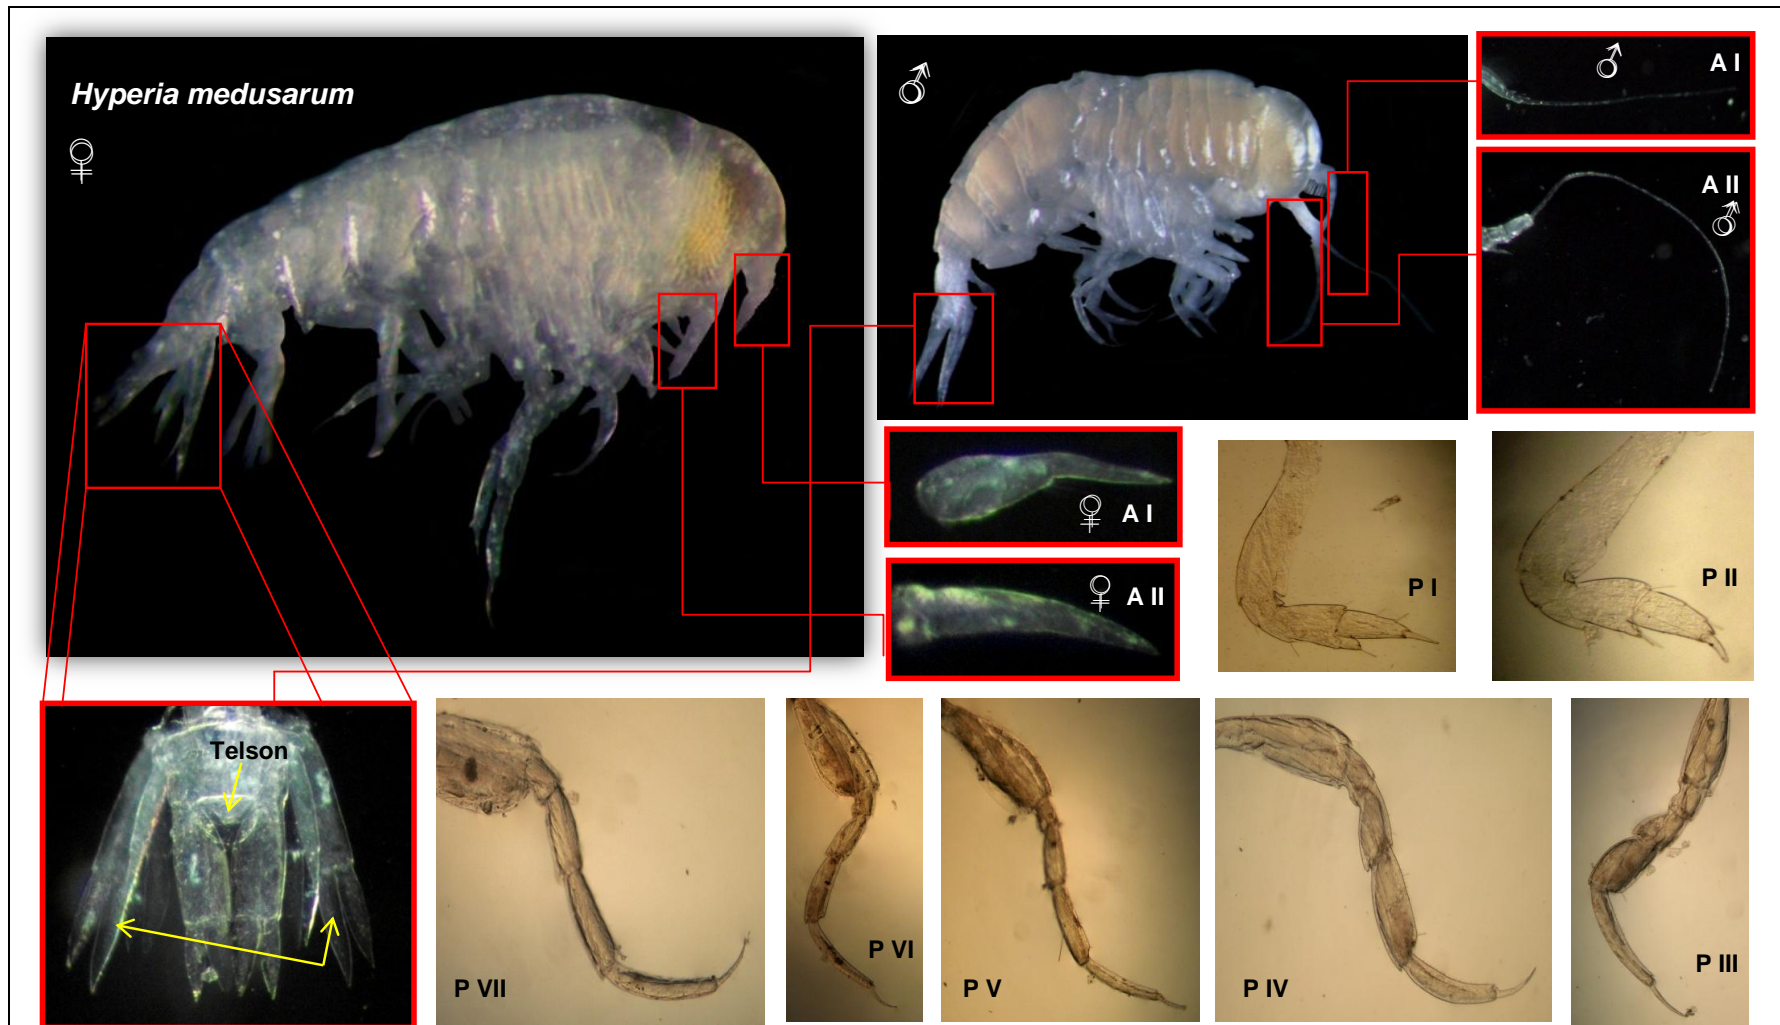 Hyperia medusarum
♀
♂
♂
A I
A II
♂
♀ A I
♀ A II
P I
P II
Telson
P VII
P VI
P V
P IV
P III